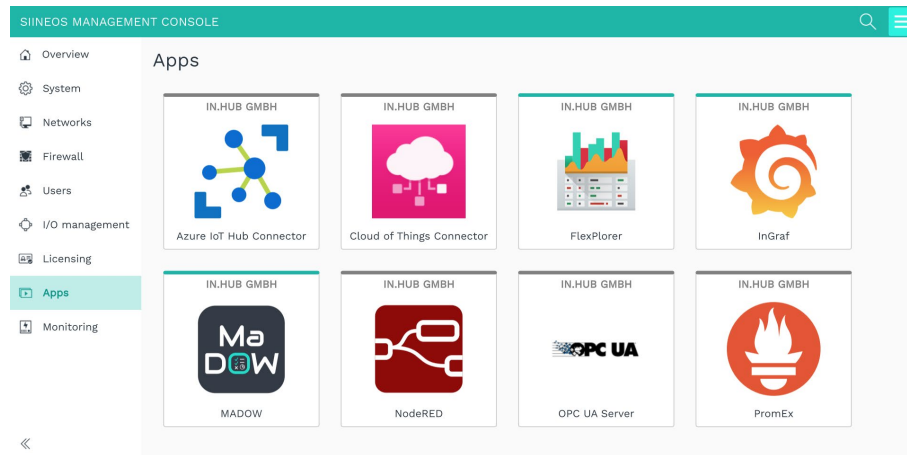 SIINEOS MANAGEMENT CONSOLE
Overview
System
Networks
Firewall
Users
I/O management
Licensing
Apps
Monitoring
Apps
IN.HUB GMBH
Azure IoT Hub Connector
IN.HUB GMBH
Cloud of Things Connector
IN.HUB GMBH
FlexPlorer
IN.HUB GMBH
InGraf
IN.HUB GMBH
MaDOW
MADOW
IN.HUB GMBH
NodeRED
IN.HUB GMBH
OPC UA
OPC UA Server
IN.HUB GMBH
PromEx